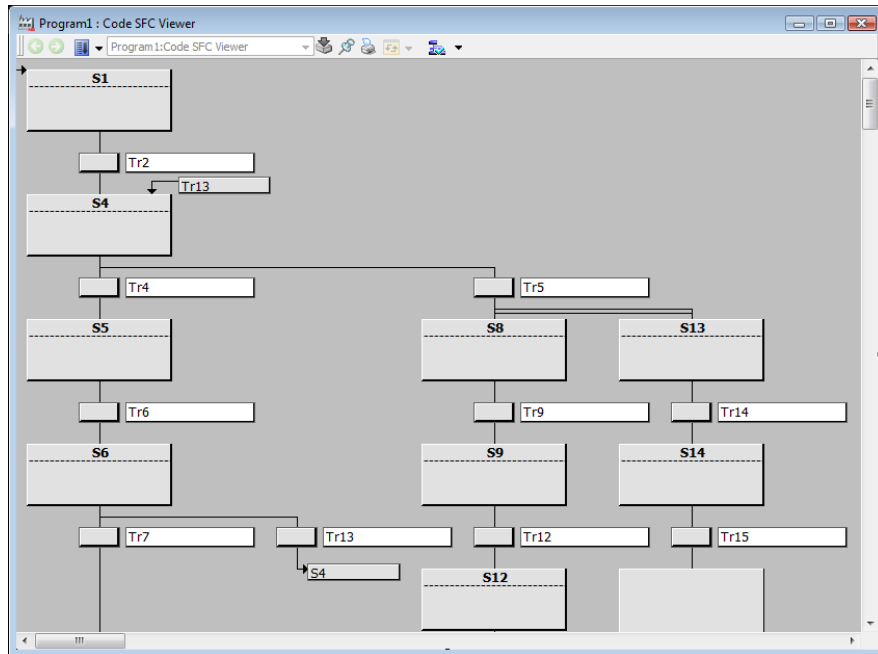 Program1 : Code SFC Viewer
Program1:Code SFC Viewer
S1
Tr2
Tr13
S4
Tr4
Tr5
S5
S8
S13
Tr6
Tr9
Tr14
S6
S9
S14
Tr7
Tr13
Tr12
Tr15
S4
S12